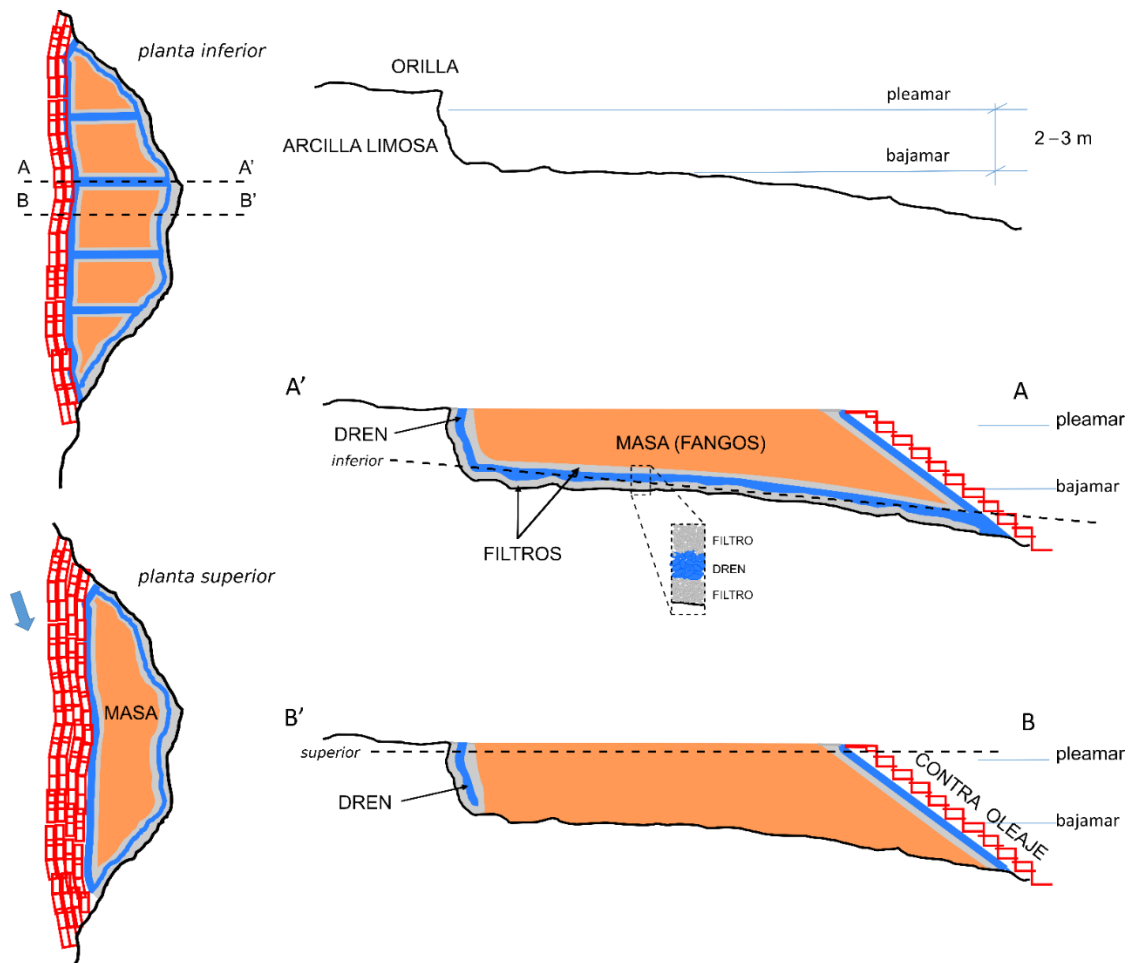 planta inferior
A
A'
B
B'
ORILLA
ARCILLA LIMOSA
pleamar
bajamar
2 – 3 m
A'
A
DREN
inferior
MASA (FANGOS)
FILTROS
FILTRO
DREN
FILTRO
pleamar
bajamar
planta superior
MASA
B'
B
superior
DREN
CONTRA OLEAJE
pleamar
bajamar